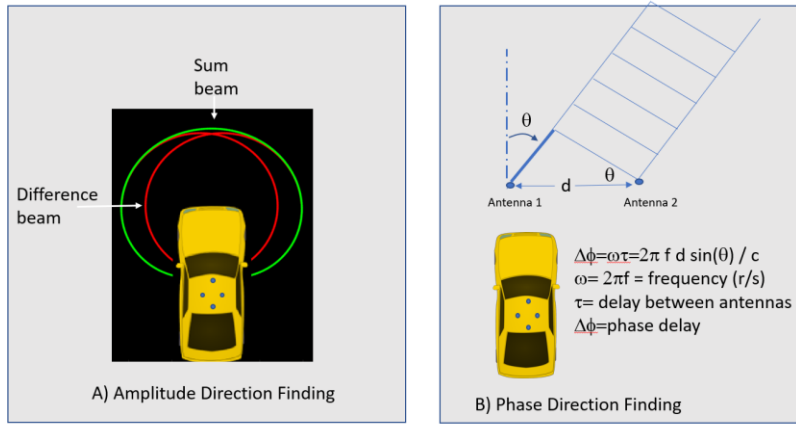 Sum
beam
Difference
beam
A) Amplitude Direction Finding
θ
θ
d
Antenna 1
Antenna 2
Δϕ=ωτ=2π f d sin(θ) / c
ω= 2πf = frequency (r/s)
τ= delay between antennas
Δϕ=phase delay
B) Phase Direction Finding